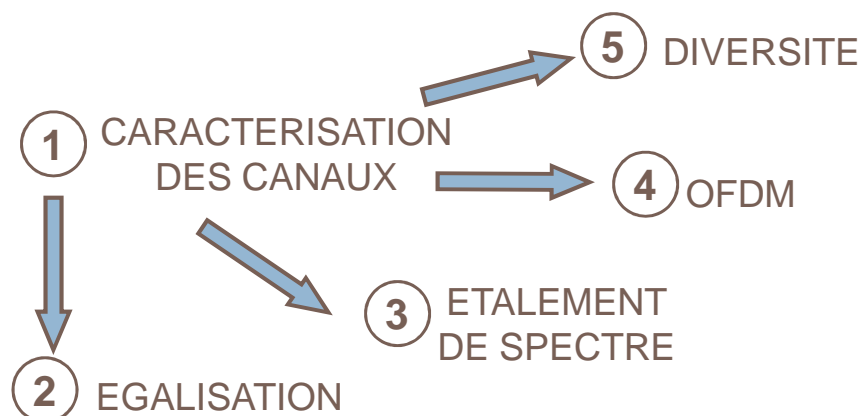 1 CARACTERISATION
DES CANAUX
2 EGALISATION
3 ETALEMENT
DE SPECTRE
4 OFDM
5 DIVERSITE